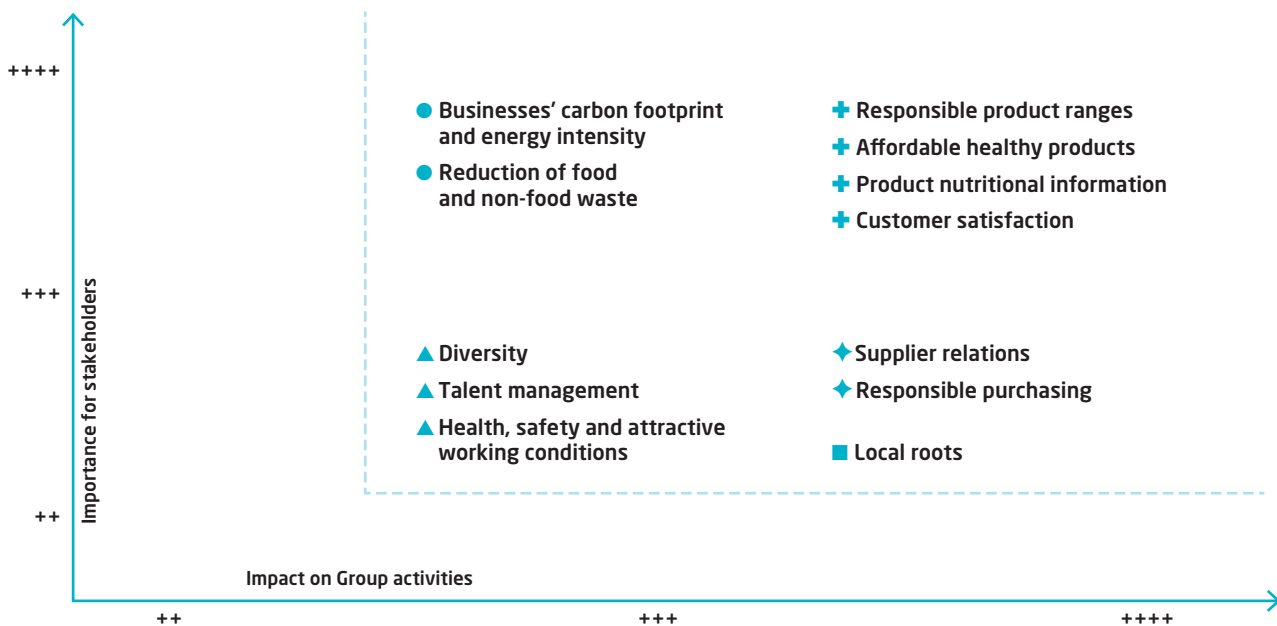 ++++
Businesses’ carbon footprint
and energy intensity
Reduction of food
and non-food waste
Responsible product ranges
Affordable healthy products
Product nutritional information
Customer satisfaction
+++
Importance for stakeholders
Diversity
Talent management
Health, safety and attractive
working conditions
Supplier relations
Responsible purchasing
Local roots
++
Impact on Group activities
++
+++
++++